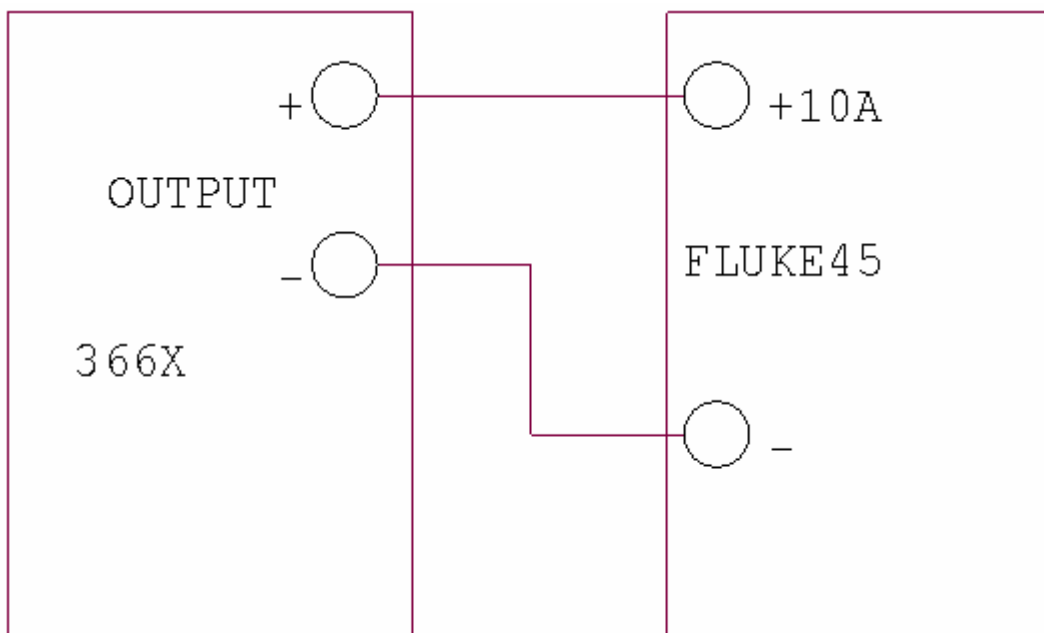 +
+10A
OUTPUT
-
FLUKE45
366X
-